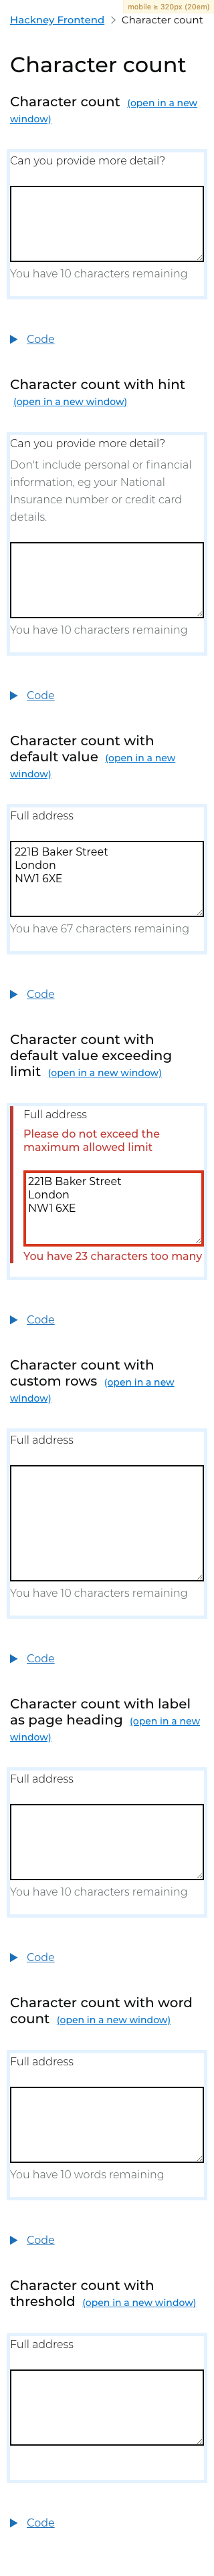 mobile ≥ 320px (20em)
Hackney Frontend > Character count
Character count
Character count (open in a new
window)
Can you provide more detail?
You have 10 characters remaining
Code
Character count with hint
(open in a new window)
Can you provide more detail?
Don't include personal or financial
information, eg your National
Insurance number or credit card
details.
You have 10 characters remaining
Code
Character count with
default value (open in a new
window)
Full address
221B Baker Street
London
NW1 6XE
You have 67 characters remaining
Code
Character count with
default value exceeding
limit (open in a new window)
Full address
Please do not exceed the
maximum allowed limit
221B Baker Street
London
NW1 6XE
You have 23 characters too many
Code
Character count with
custom rows (open in a new
window)
Full address
You have 10 characters remaining
Code
Character count with label
as page heading (open in a new
window)
Full address
You have 10 characters remaining
Code
Character count with word
count (open in a new window)
Full address
You have 10 words remaining
Code
Character count with
threshold (open in a new window)
Full address
Code